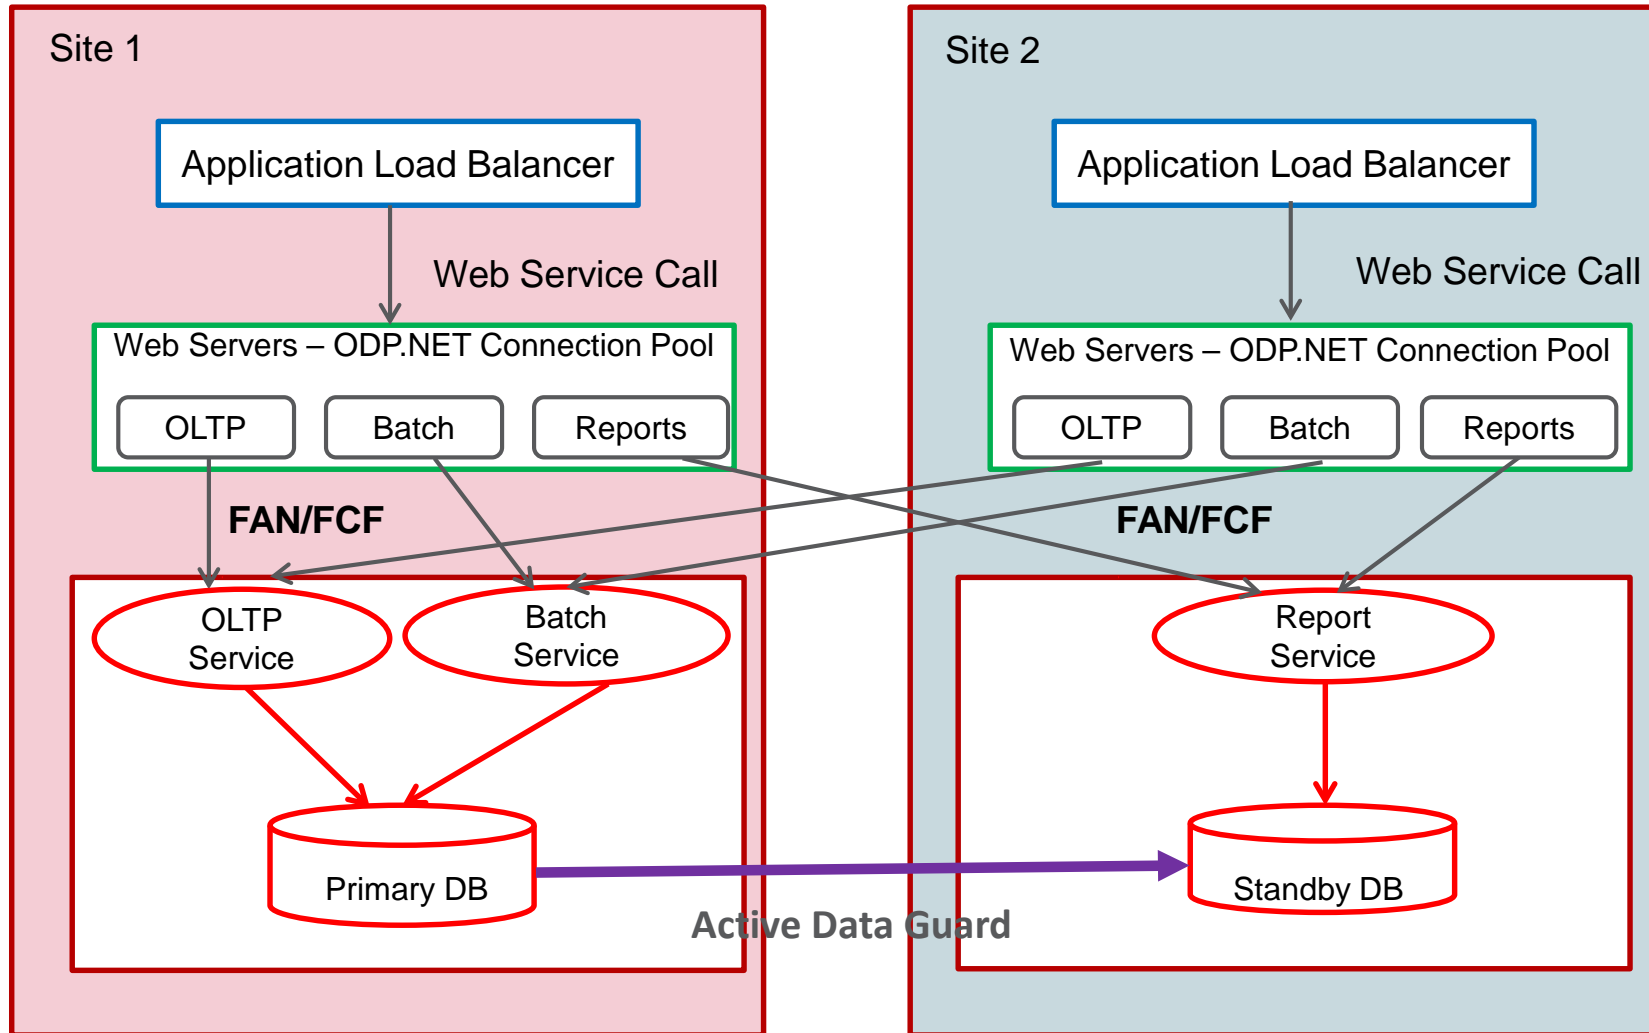 Site 1
Application Load Balancer
Web Service Call
Web Servers – ODP.NET Connection Pool
OLTP
Batch
Reports
FAN/FCF
OLTP
Service
Batch
Service
Primary DB
Active Data Guard
Site 2
Application Load Balancer
Web Service Call
Web Servers – ODP.NET Connection Pool
OLTP
Batch
Reports
FAN/FCF
Report
Service
Standby DB